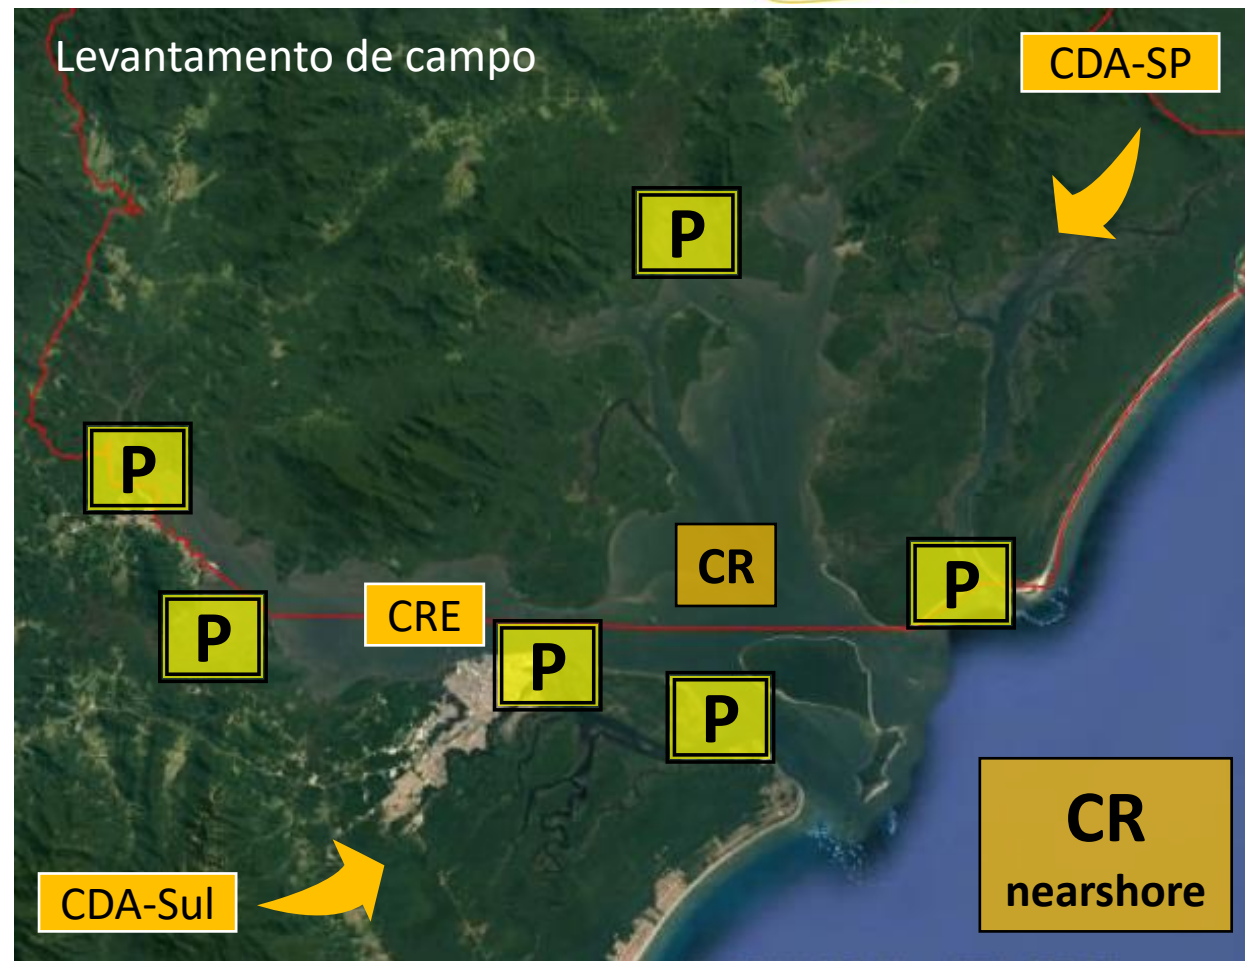 Levantamento de campo
CDA-SP
P
P
CR
P
CRE
P
P
P
CR
nearshore
CDA-Sul